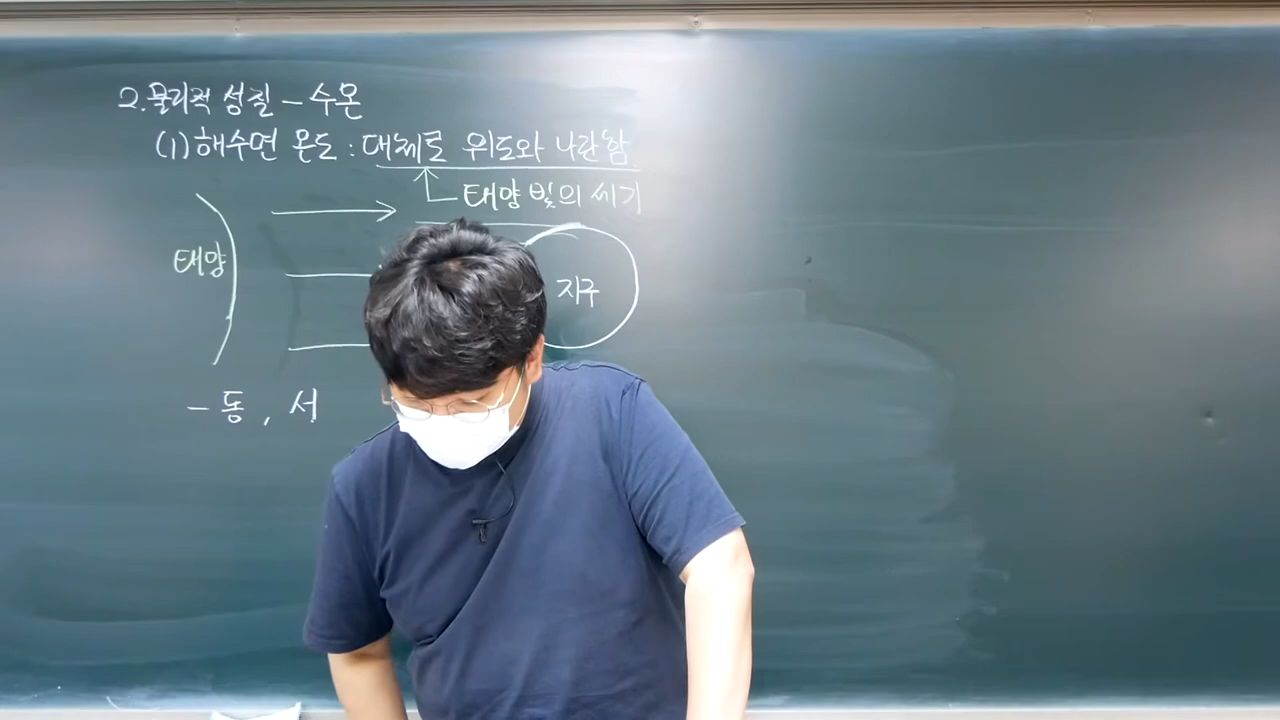 2. 물리적 성질 - 수온
(1) 해수면 온도 : 대체로 위도와 나란함
태양 빛의 세기
태양
지구
- 동, 서